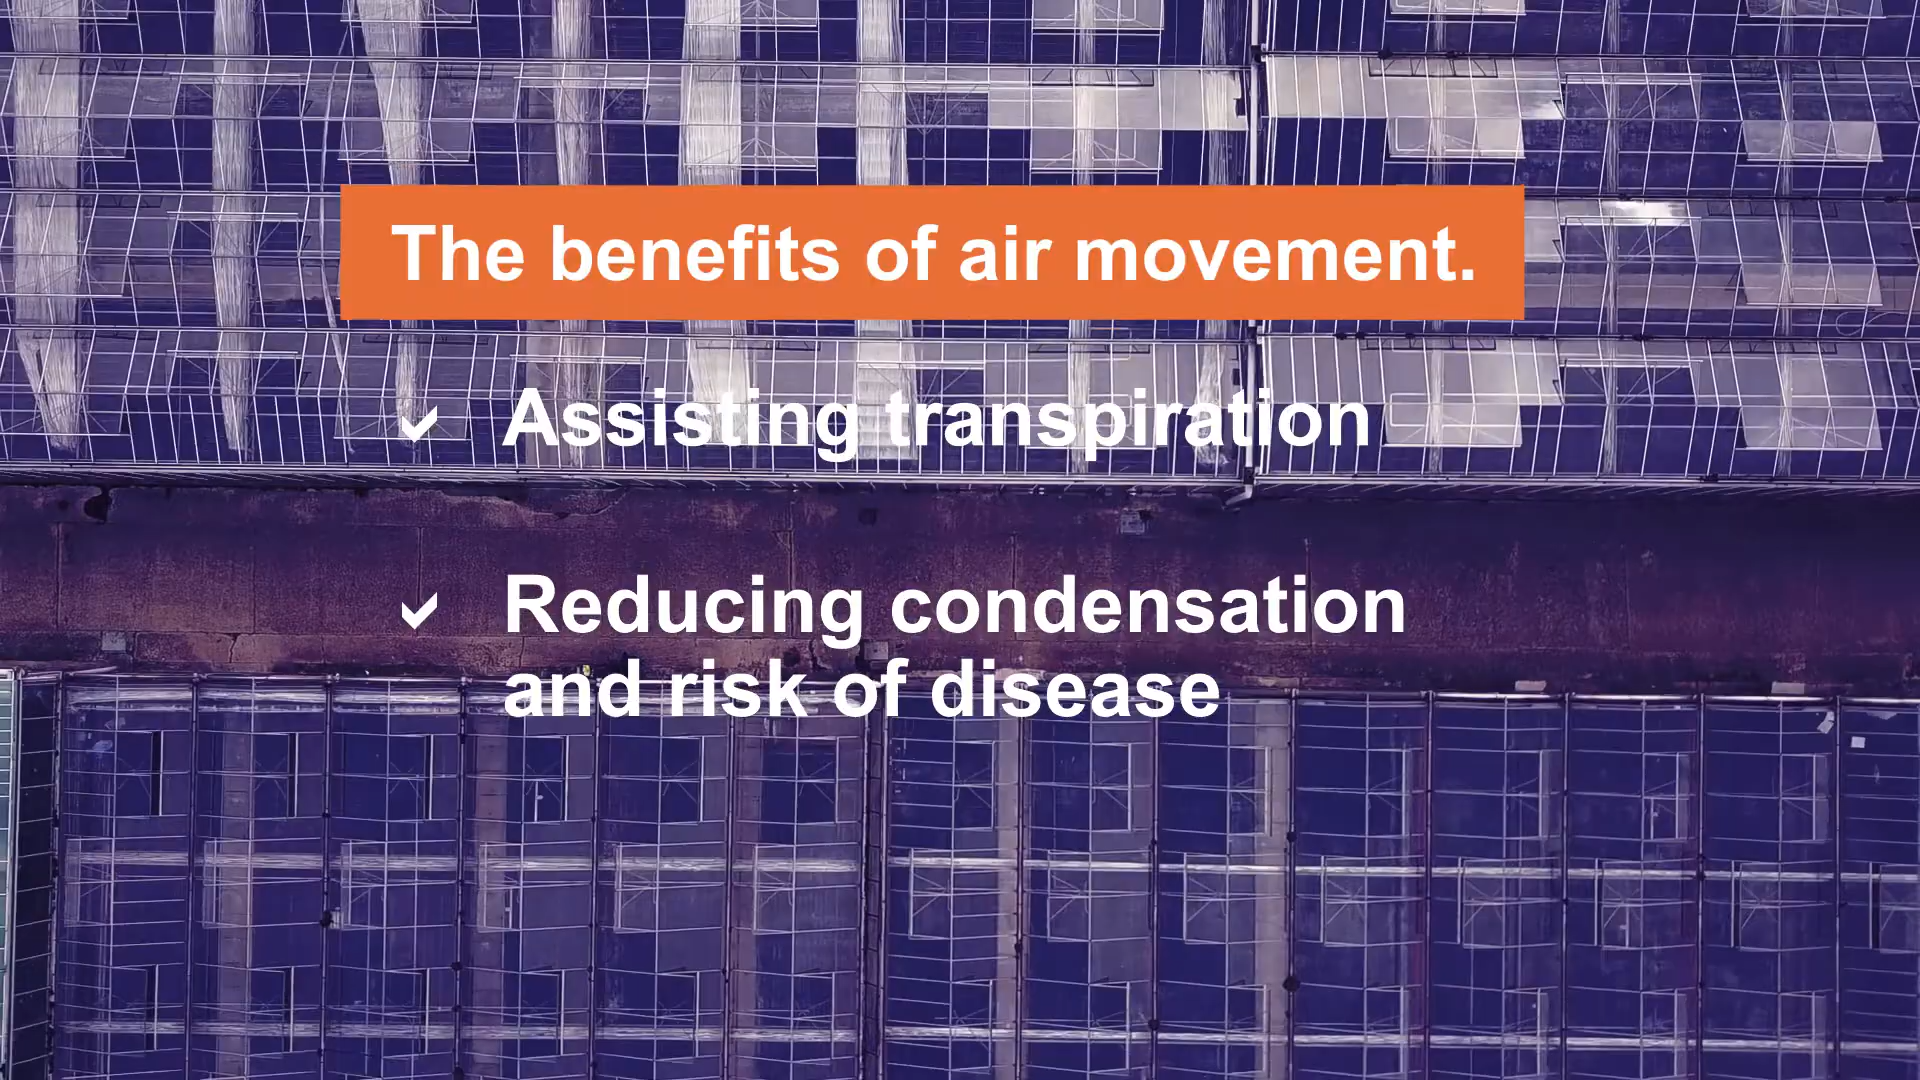 The benefits of air movement.
Assisting transpiration
Reducing condensation
and risk of disease